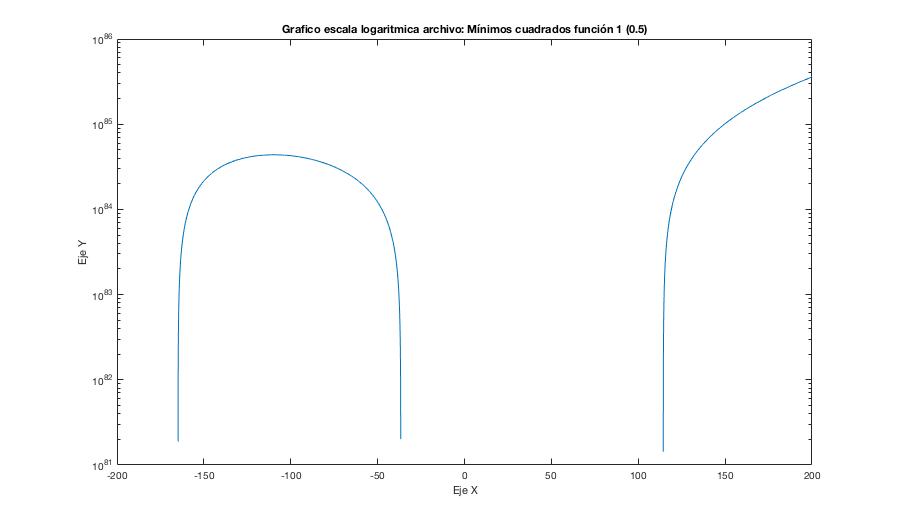 Grafico escala logaritmica archivo: Mínimos cuadrados función 1 (0.5)
10^86
10^85
10^84
10^83
10^82
10^81
Eje Y
-200 -150 -100 -50 0 50 100 150 200
Eje X